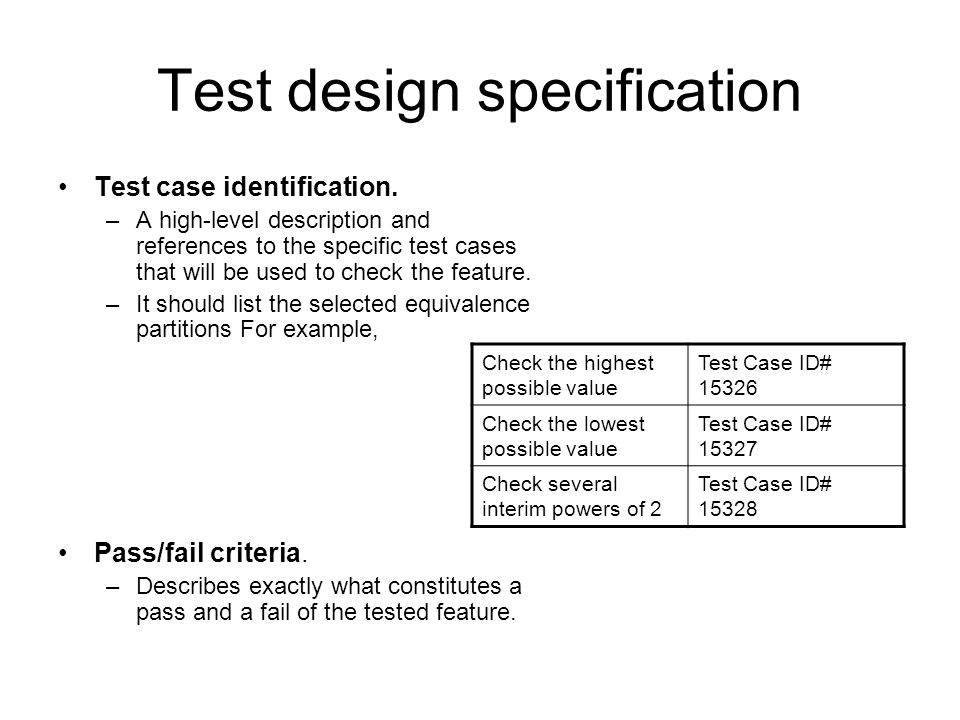 Test design specification
• Test case identification.
– A high-level description and
references to the specific test cases
that will be used to check the feature.
– It should list the selected equivalence
partitions For example,
Check the highest
possible value
Test Case ID#
15326
Check the lowest
possible value
Test Case ID#
15327
Check several
interim powers of 2
Test Case ID#
15328
• Pass/fail criteria.
– Describes exactly what constitutes a
pass and a fail of the tested feature.